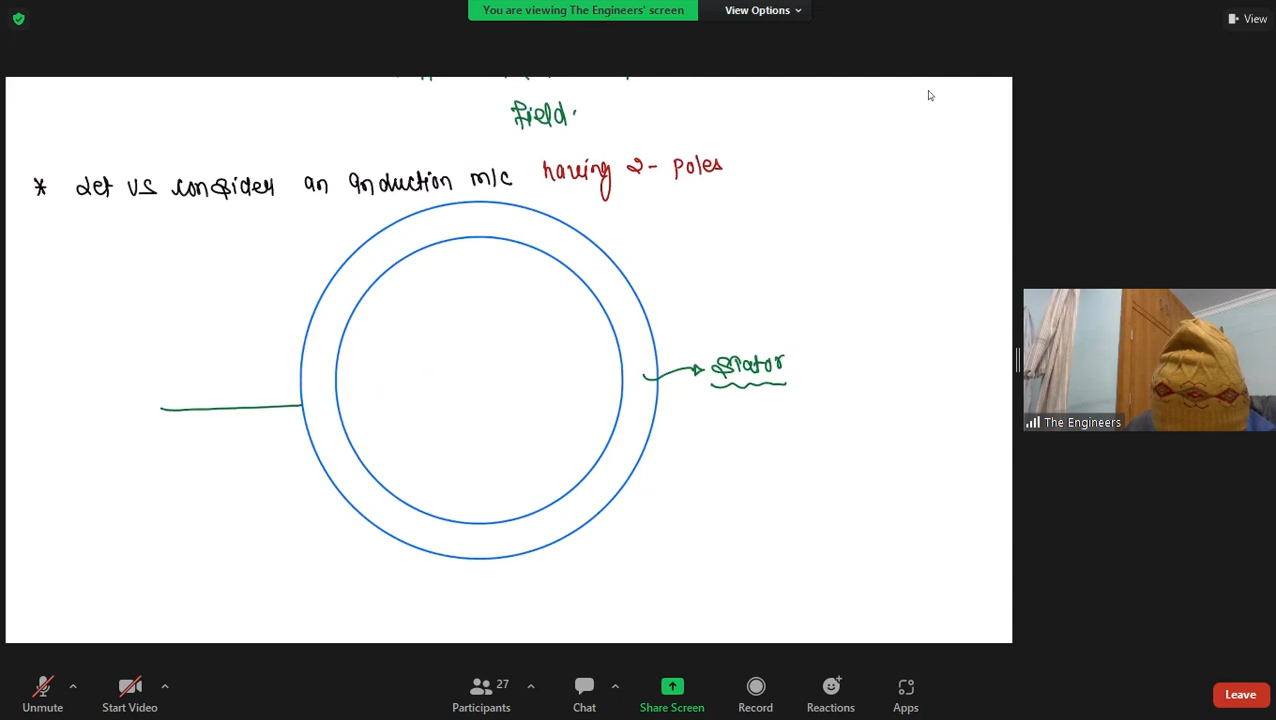 You are viewing The Engineers' screen
View Options
View
Field.
* Let us consider an Induction m/c having 2- Poles
Stator
The Engineers
Unmute
Start Video
27
Participants
Chat
Share Screen
Record
Reactions
Apps
Leave